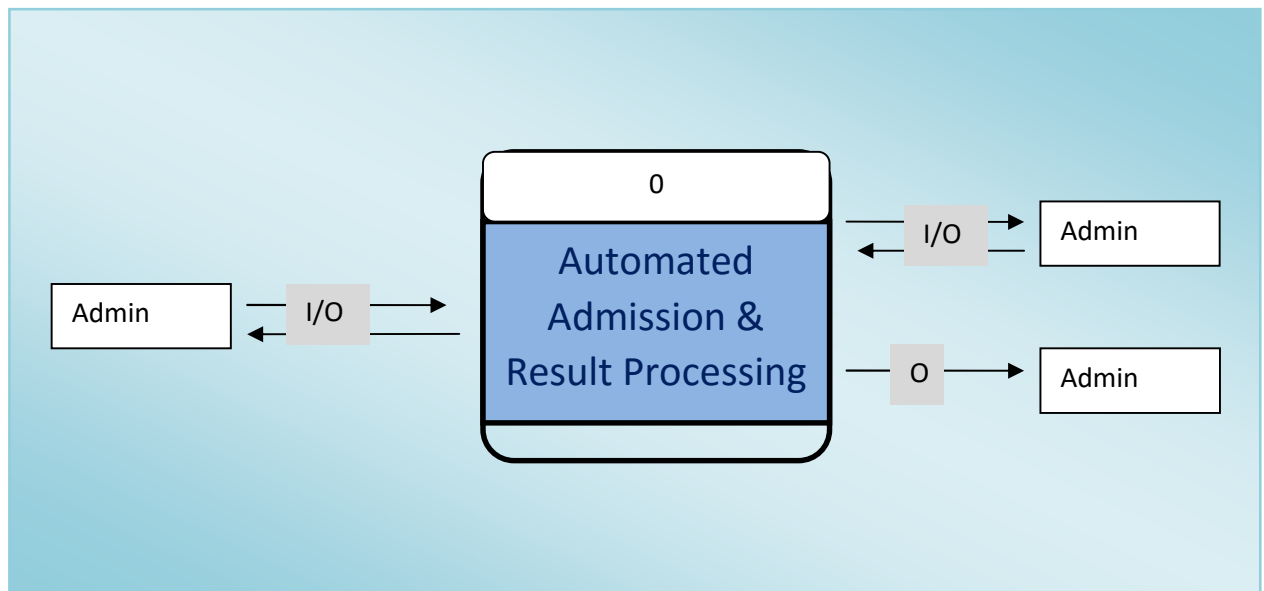 0
Automated
Admission &
Result Processing
Admin
I/O
I/O
Admin
O
Admin